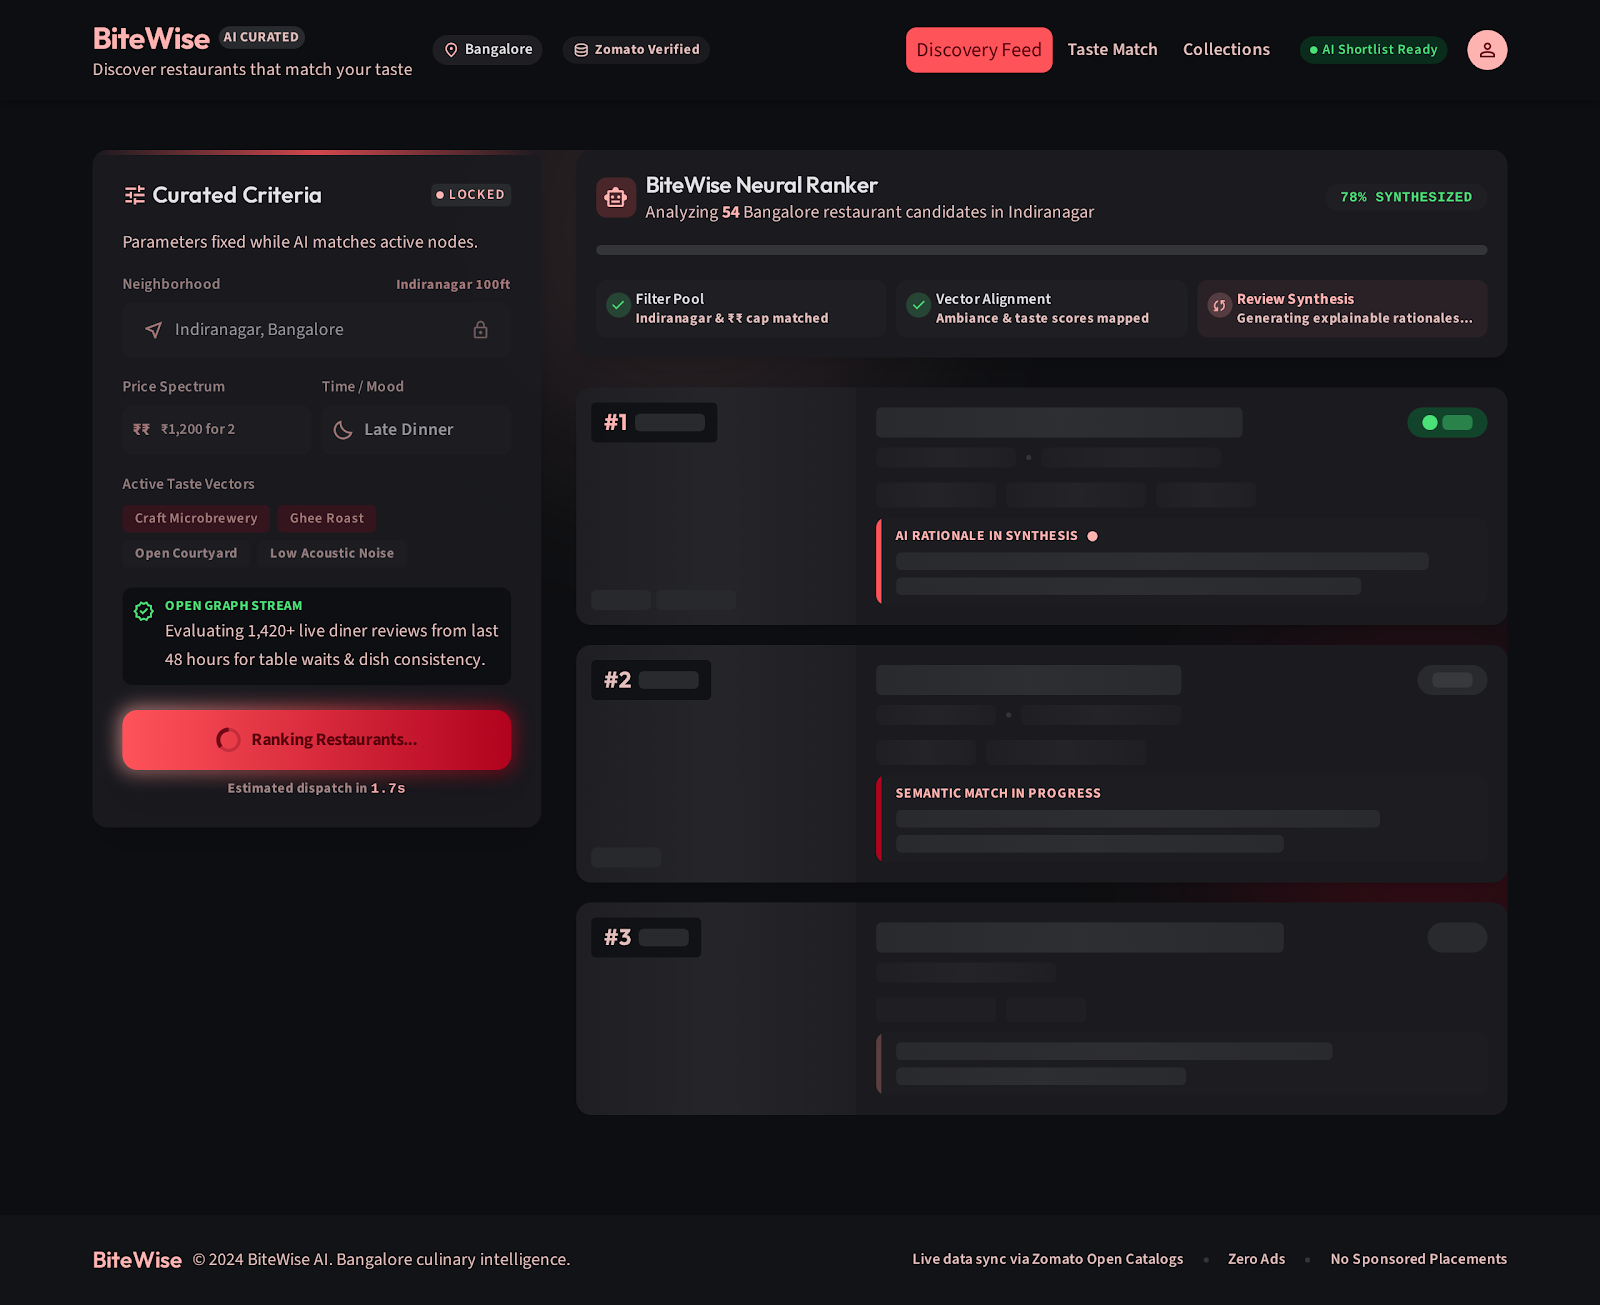 BiteWise AI CURATED
Discover restaurants that match your taste
Bangalore
Zomato Verified
Discovery Feed
Taste Match
Collections
AI Shortlist Ready
Curated Criteria
LOCKED
Parameters fixed while AI matches active nodes.
Neighborhood
Indiranagar 100ft
Indiranagar, Bangalore
Price Spectrum
Time / Mood
₹₹ ₹1,200 for 2
Late Dinner
Active Taste Vectors
Craft Microbrewery
Ghee Roast
Open Courtyard
Low Acoustic Noise
OPEN GRAPH STREAM
Evaluating 1,420+ live diner reviews from last
48 hours for table waits & dish consistency.
Ranking Restaurants...
Estimated dispatch in 1.7s
BiteWise Neural Ranker
Analyzing 54 Bangalore restaurant candidates in Indiranagar
78% SYNTHESIZED
Filter Pool
Indiranagar & ₹₹ cap matched
Vector Alignment
Ambiance & taste scores mapped
Review Synthesis
Generating explainable rationales...
#1
AI RATIONALE IN SYNTHESIS
#2
SEMANTIC MATCH IN PROGRESS
#3
BiteWise © 2024 BiteWise AI. Bangalore culinary intelligence.
Live data sync via Zomato Open Catalogs • Zero Ads • No Sponsored Placements